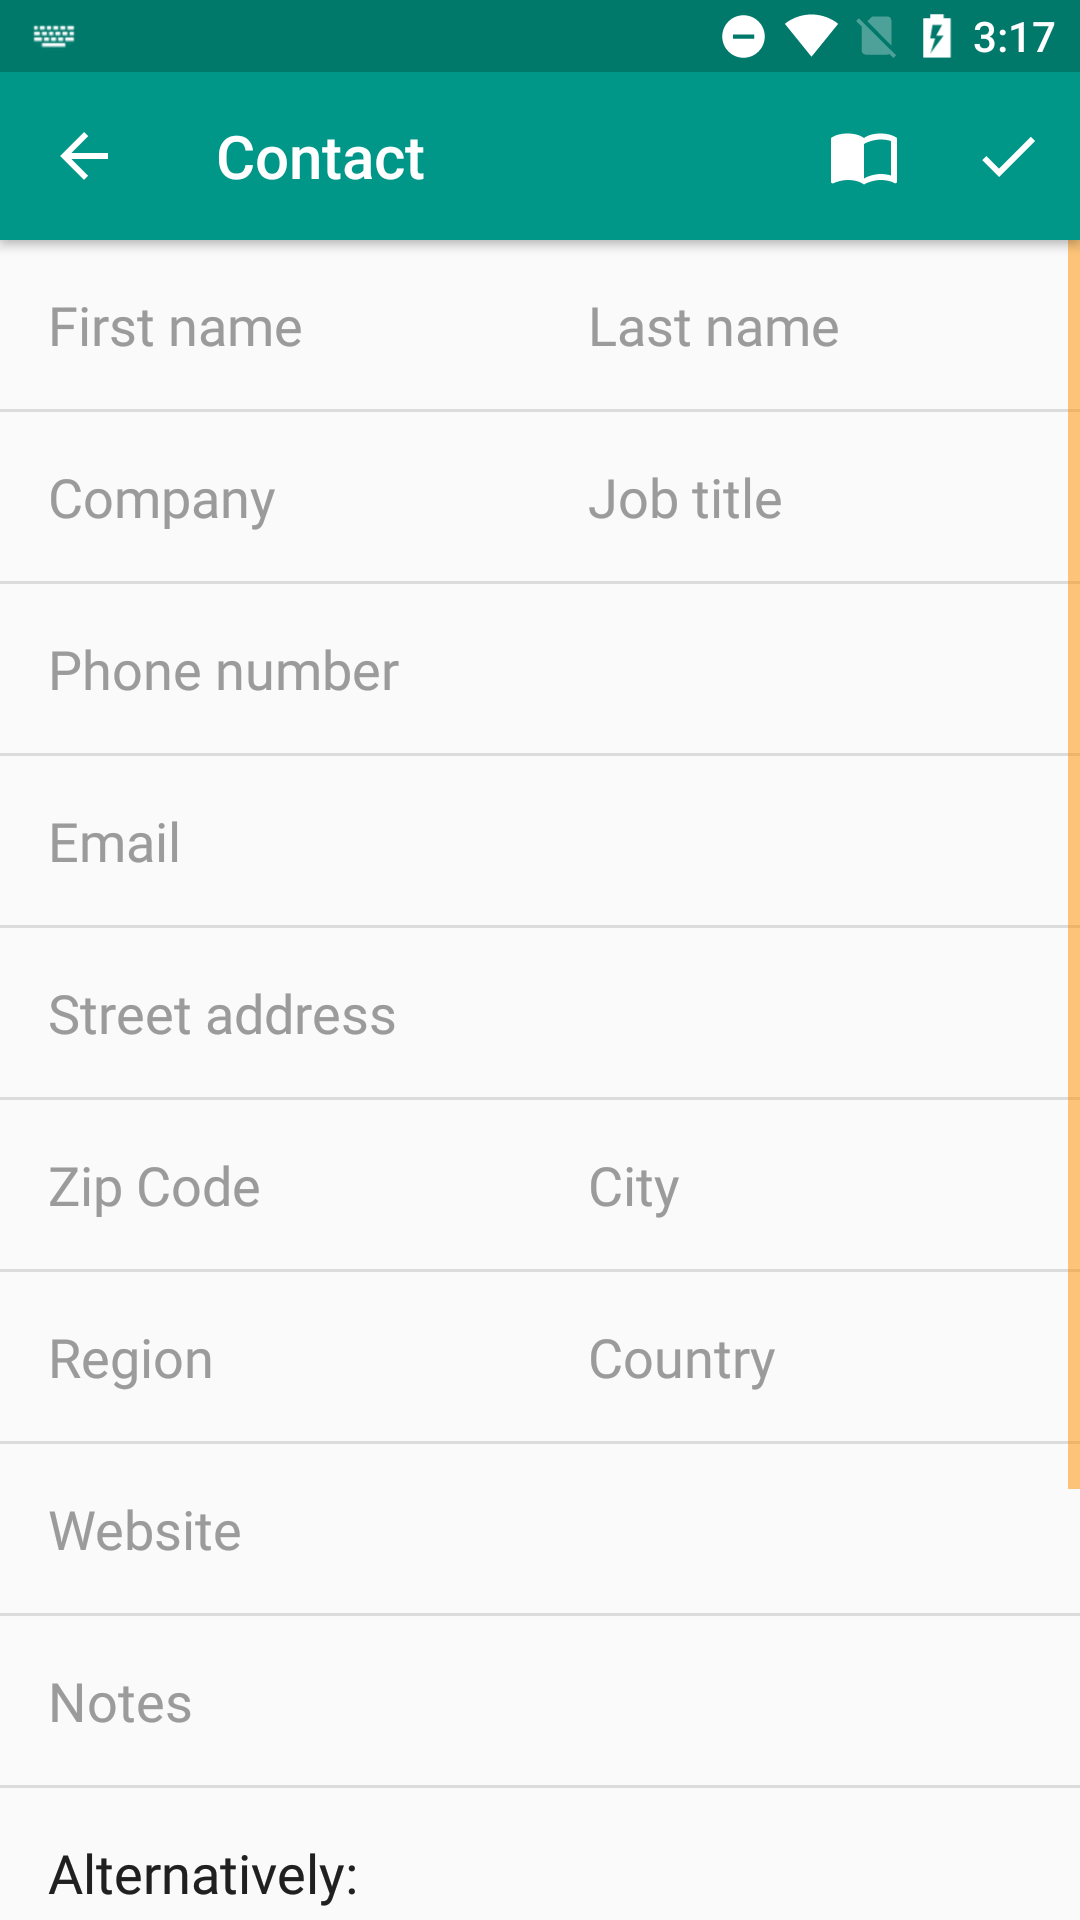 3:17
Contact
First name Last name
Company Job title
Phone number
Email
Street address
Zip Code City
Region Country
Website
Notes
Alternatively: